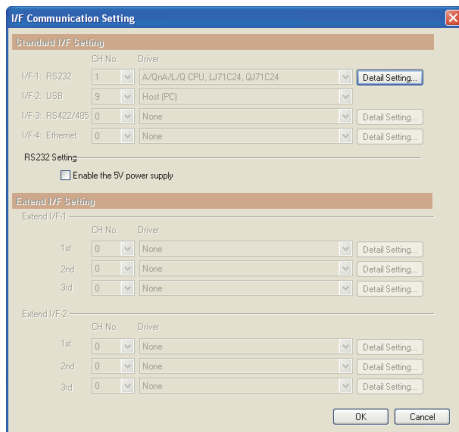 I/F Communication Setting
Standard I/F Setting
CH No. Driver
I/F-1: RS232 1 A/QnA/L/Q CPU, LJ71C24, QJ71C24 Detail Setting...
I/F-2: USB 9 Host (PC)
I/F-3: RS422/485 0 None Detail Setting...
I/F-4: Ethernet 0 None Detail Setting...
RS232 Setting
Enable the 5V power supply
Extend I/F Setting
Extend I/F-1
CH No. Driver
1st 0 None Detail Setting...
2nd 0 None Detail Setting...
3rd 0 None Detail Setting...
Extend I/F-2
CH No. Driver
1st 0 None Detail Setting...
2nd 0 None Detail Setting...
3rd 0 None Detail Setting...
OK Cancel